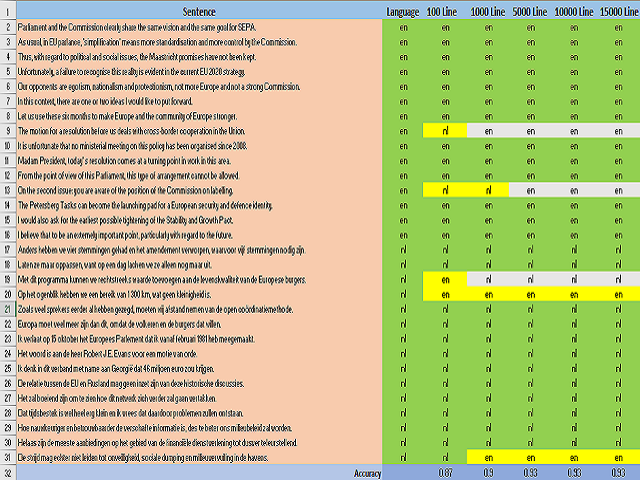 1 Sentence Language 100 Line 1000 Line 5000 Line 10000 Line 15000 Line
2 Parliament and the Commission clearly share the same vision and the same goal for SEPA. en en en en en en
3 As usual, in EU parlance, 'simplification' means more standardisation and more control by the Commission. en en en en en en
4 Thus, with regard to political and social issues, the Maastricht promises have not been kept. en en en en en en
5 Unfortunately, a failure to recognise this reality is evident in the current EU 2020 strategy. en en en en en en
6 Our opponents are egotism, nationalism and protectionism, not more Europe and not a strong Commission. en en en en en en
7 In this context, there are one or two ideas I would like to put forward. en en en en en en
8 Let us use these six months to make Europe and the community of Europe stronger. en en en en en en
9 The motion for a resolution before us deals with cross-border cooperation in the Union. en nl en en en en
10 It is unfortunate that no ministerial meeting on this policy has been organised since 2008. en en en en en en
11 Madam President, today's resolution comes at a turning point in work in this area. en en en en en en
12 From the point of view of this Parliament, this type of arrangement cannot be allowed. en en en en en en
13 On the second issue: you are aware of the position of the Commission on labelling. en nl nl en en en
14 The Petersberg Tasks can become the launching pad for a European security and defence identity. en en en en en en
15 I would also ask for the earliest possible tightening of the Stability and Growth Pact. en en en en en en
16 I believe that to be an extremely important point, particularly with regard to the future. en en en en en en
17 Anders hebben we vier stemmingen gehad en het amendement verworpen, waarvoor vijf stemmingen nodig zijn. nl nl nl nl nl nl
18 Laten ze maar oppassen, want op een dag lachen we ze alleen nog maar uit. nl nl nl nl nl nl
19 Met dit programma kunnen we rechtstreeks waarde toevoegen aan de levenskwaliteit van de Europese burgers. nl en nl nl nl nl
20 Op het ogenblik hebben we een bereik van 1300 km, wat geen kleinigheid is. nl en en en en en
21 Zoals veel sprekers eerder al hebben gezegd, moeten wij afstand nemen van de open coördinatiemethode. nl nl nl nl nl nl
22 Europa moet veel meer zijn dan dit, omdat de volkeren en de burgers dat willen. nl nl nl nl nl nl
23 Ik verlaat op 15 oktober het Europees Parlement dat ik vanaf februari 1981 heb meegemaakt. nl nl nl nl nl nl
24 Het woord is aan de heer Robert J.E. Evans voor een motie van orde. nl nl nl nl nl nl
25 Ik denk in dit verband met name aan Georgië dat 46 miljoen euro zou krijgen. nl nl nl nl nl nl
26 De relatie tussen de EU en Rusland mag geen inzet zijn van deze historische discussies. nl nl nl nl nl nl
27 Het zal boeiend zijn om te zien hoe dit netwerk zich verder zal gaan vertakken. nl nl nl nl nl nl
28 Dat tijdsbestek is wel heel erg klein en ik vrees dat daardoor problemen zullen ontstaan. nl nl nl nl nl nl
29 Hoe nauwkeuriger en betrouwbaarder de verschafte informatie is, des te beter ons milieubeleid zal worden. nl nl nl nl nl nl
30 Helaas zijn de meeste aanbiedingen op het gebied van de financiële dienstverlening tot dusver teleurstellend. nl nl nl nl nl nl
31 De strijd mag echter niet leiden tot onveiligheid, sociale dumping en milieuvervuiling in de havens. nl nl en en en en
32 Accuracy 0.87 0.9 0.93 0.93 0.93